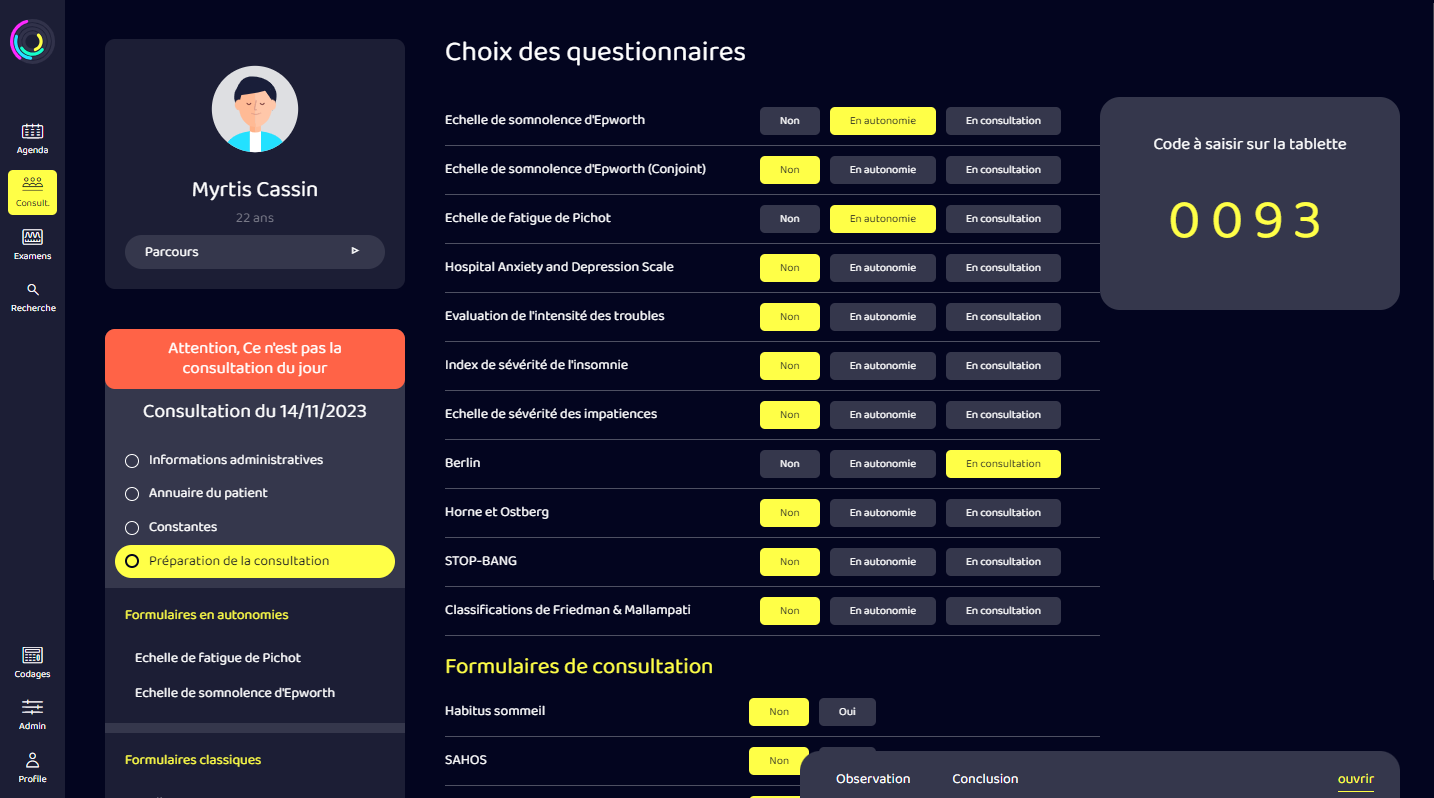 Agenda
Consult.
Examens
Recherche
Codages
Admin
Profile
Myrtis Cassin
22 ans
Parcours
Attention, Ce n'est pas la
consultation du jour
Consultation du 14/11/2023
Informations administratives
Annuaire du patient
Constantes
Préparation de la consultation
Formulaires en autonomies
Echelle de fatigue de Pichot
Echelle de somnolence d'Epworth
Formulaires classiques
Choix des questionnaires
Echelle de somnolence d'Epworth Non En autonomie En consultation
Echelle de somnolence d'Epworth (Conjoint) Non En autonomie En consultation
Echelle de fatigue de Pichot Non En autonomie En consultation
Hospital Anxiety and Depression Scale Non En autonomie En consultation
Evaluation de l'intensité des troubles Non En autonomie En consultation
Index de sévérité de l'insomnie Non En autonomie En consultation
Echelle de sévérité des impatiences Non En autonomie En consultation
Berlin Non En autonomie En consultation
Horne et Ostberg Non En autonomie En consultation
STOP-BANG Non En autonomie En consultation
Classifications de Friedman & Mallampati Non En autonomie En consultation
Formulaires de consultation
Habitus sommeil Non Oui
SAHOS Non
Code à saisir sur la tablette
0093
Observation Conclusion ouvrir